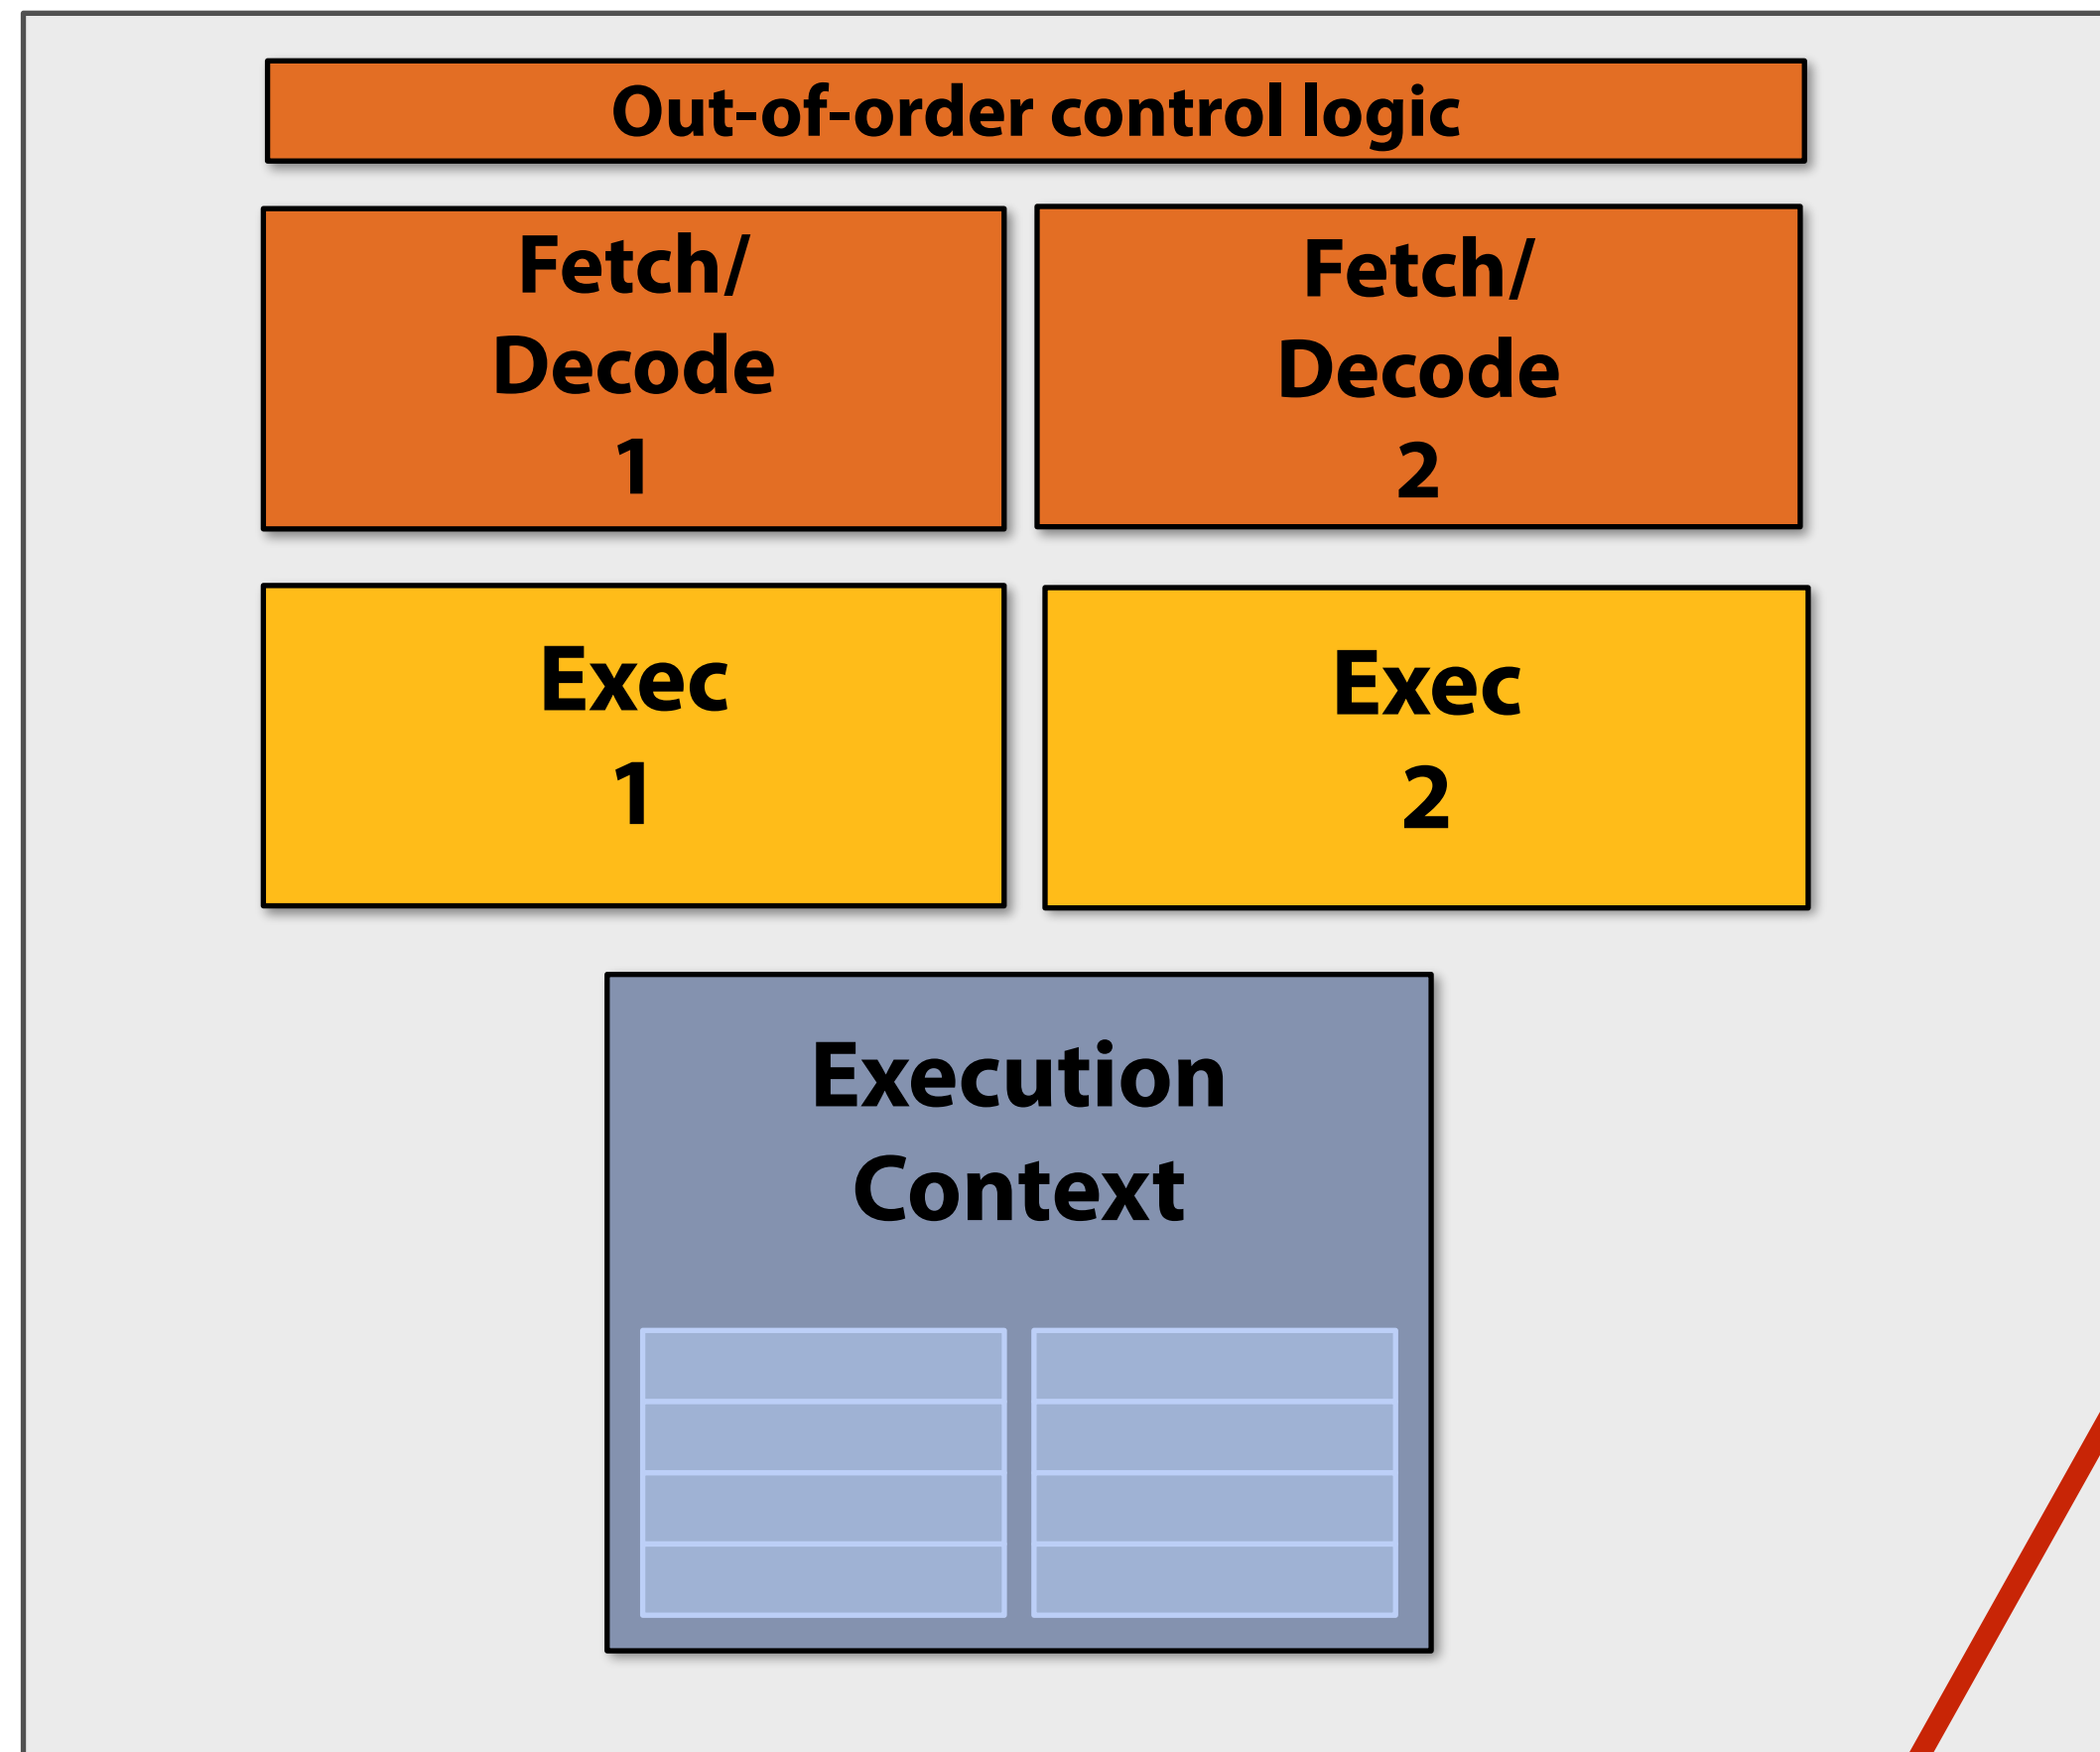 Out-of-order control logic
Fetch/
Decode
1
Fetch/
Decode
2
Exec
1
Exec
2
Execution
Context